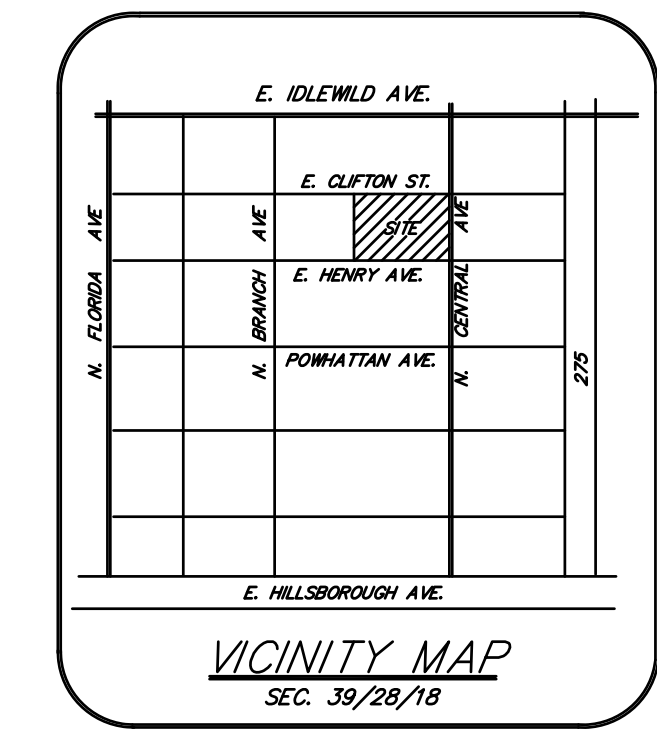 E. IDLEWILD AVE.
E. CLIFTON ST.
SITE
N. FLORIDA AVE
N. BRANCH AVE
N. CENTRAL AVE
E. HENRY AVE.
POWHATTAN AVE.
275
E. HILLSBOROUGH AVE.
VICINITY MAP
SEC. 39/28/18